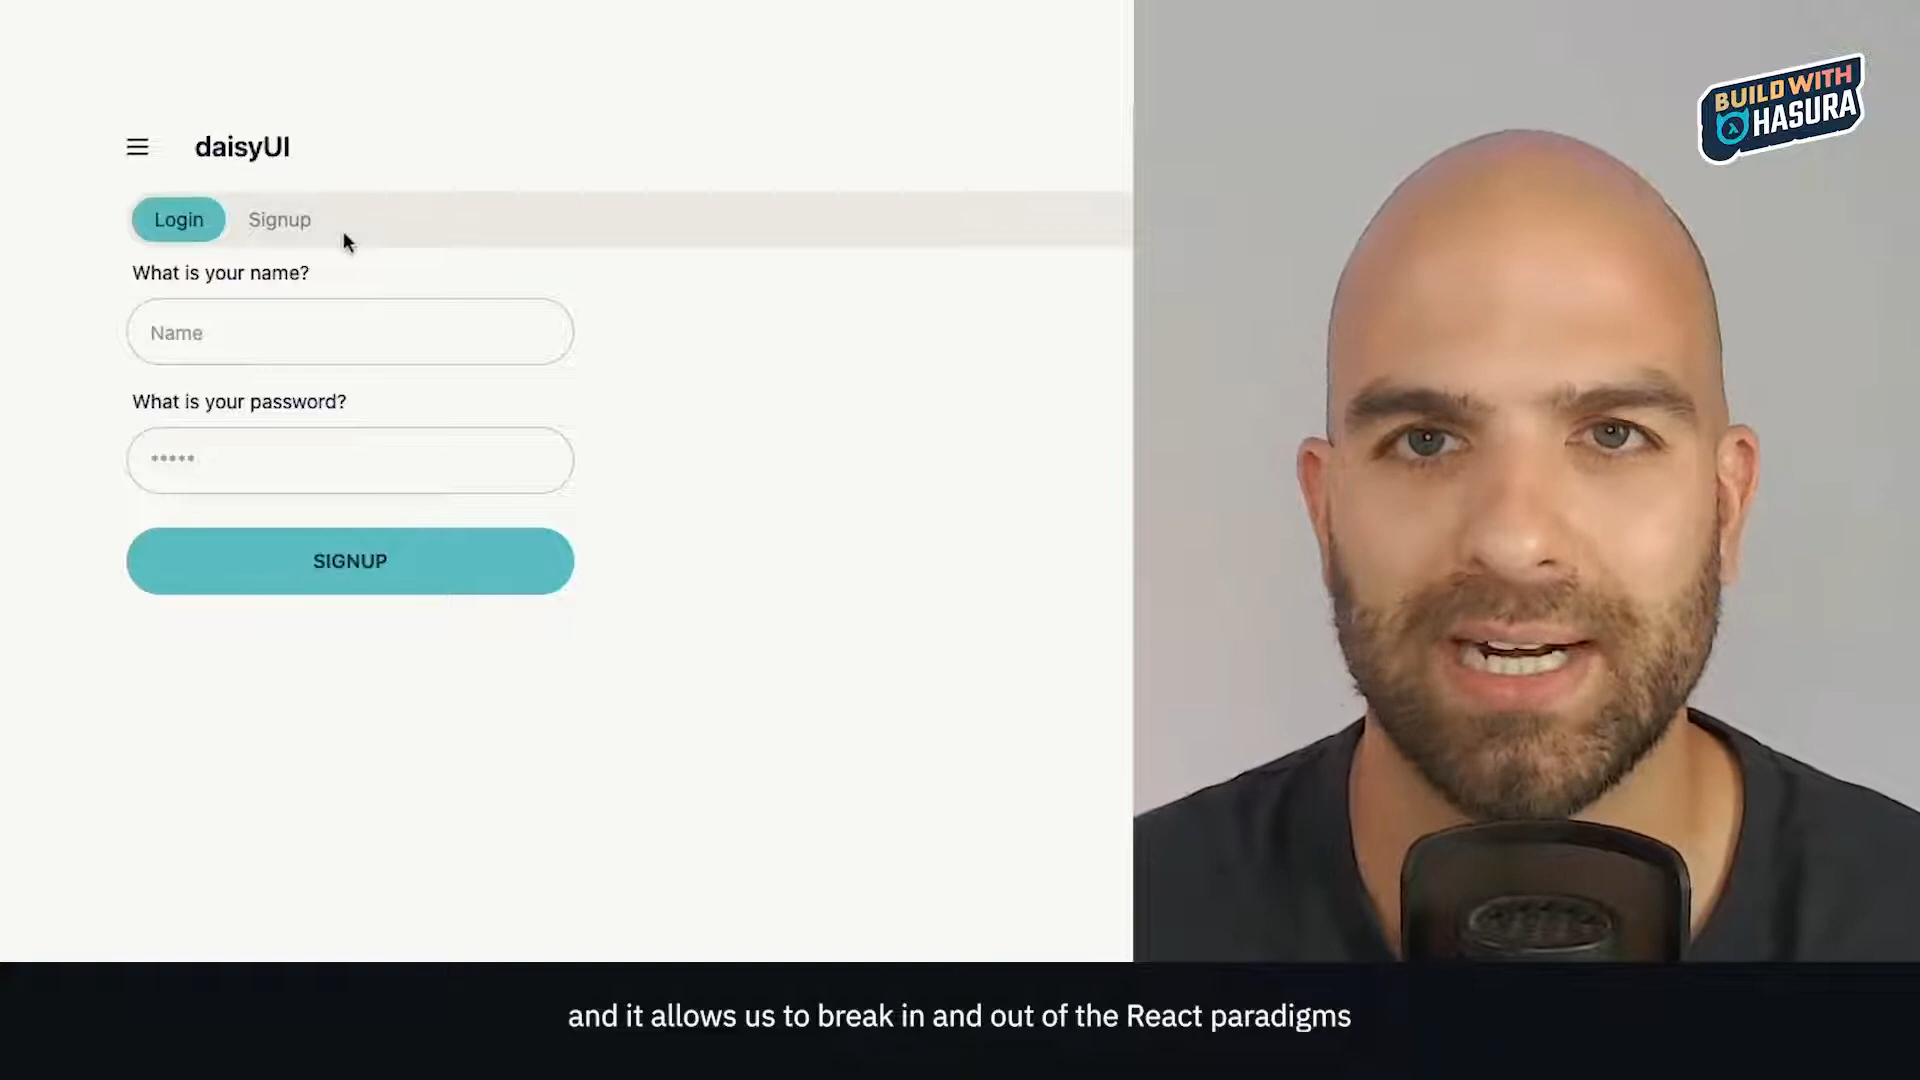 BUILD WITH
HASURA
daisyUI
Login
Signup
What is your name?
Name
What is your password?
*****
SIGNUP
and it allows us to break in and out of the React paradigms